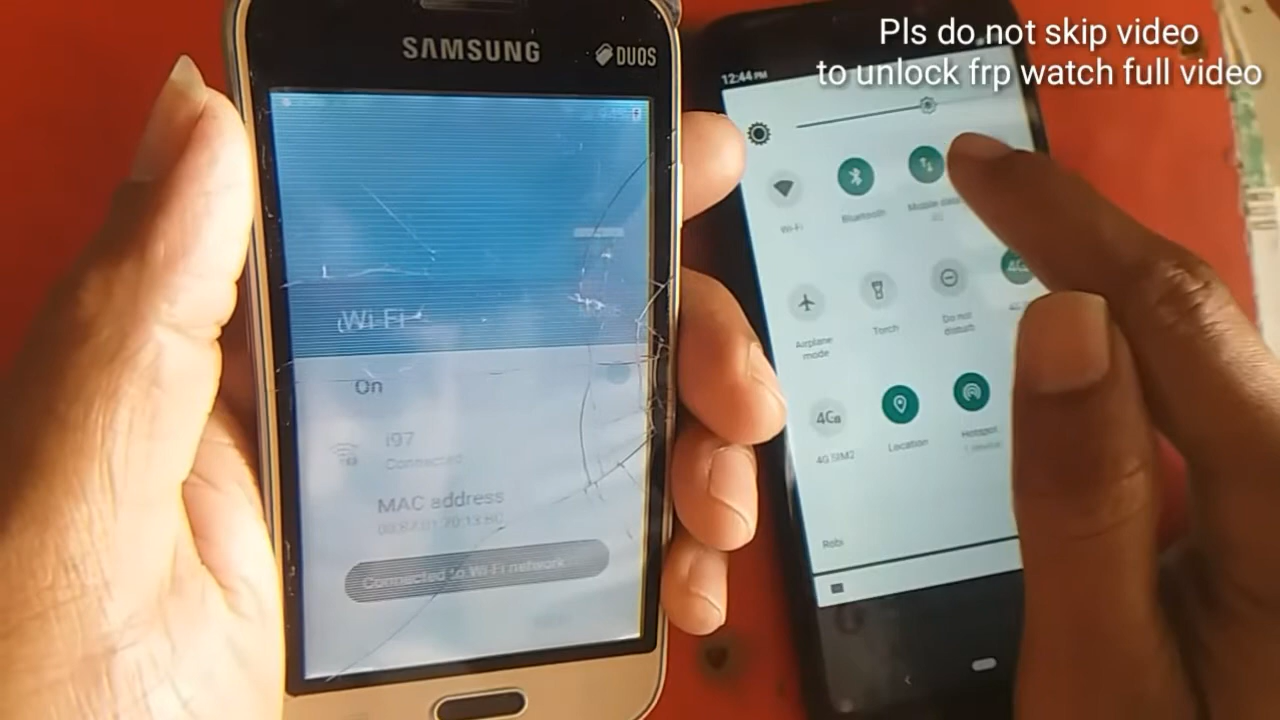 Pls do not skip video
to unlock frp watch full video
SAMSUNG
DUOS
Wi-Fi
On
i97
Connected
MAC address
Connected to Wi-Fi network
12:44 PM
Wi-Fi
Bluetooth
Mobile data
4G
Airplane
mode
Torch
Do not
disturb
4G SIM2
Location
Hotspot
Robi